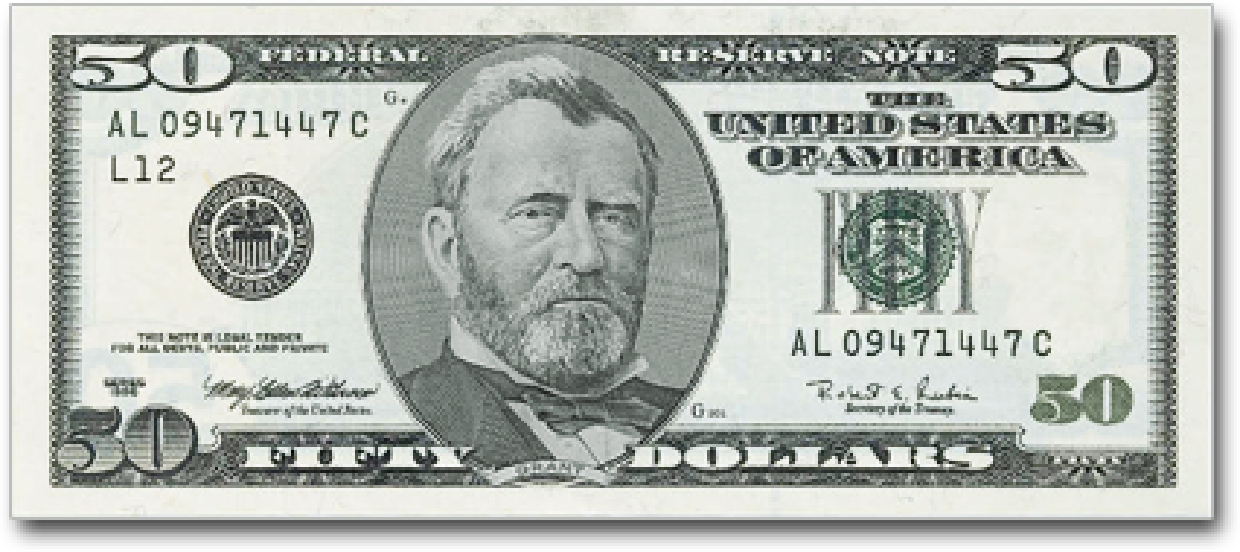 50 FEDERAL RESERVE NOTE 50
G.
THE
UNITED STATES
OF AMERICA
AL 09471447 C
L12
FIFTY
THIS NOTE IS LEGAL TENDER
FOR ALL DEBTS, PUBLIC AND PRIVATE
AL 09471447 C
SERIES
1996
Treasurer of the United States.
Robert E. Rubin
Secretary of the Treasury.
50
G
50
FIFTY DOLLARS
GRANT